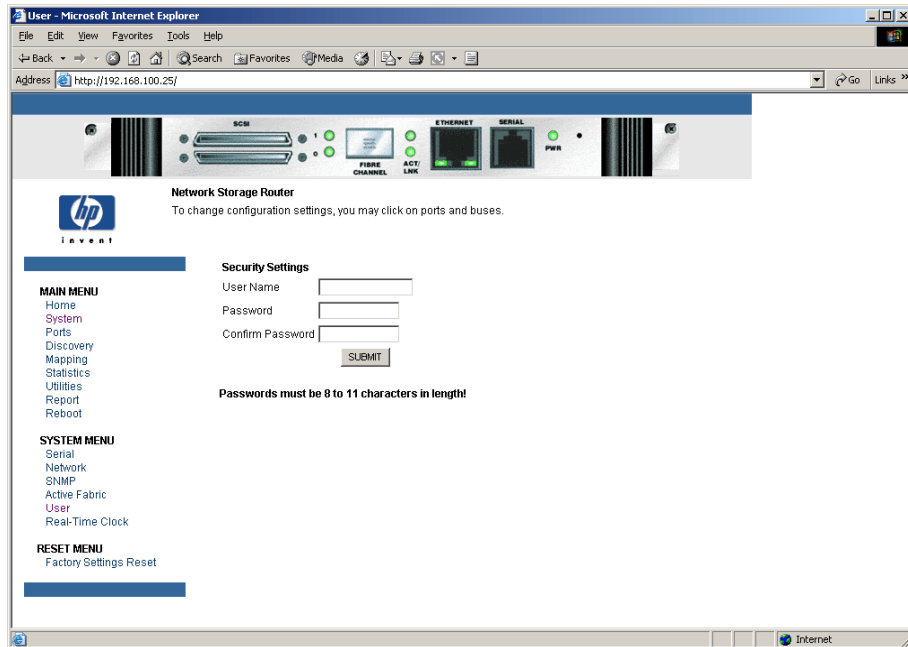 User - Microsoft Internet Explorer
File Edit View Favorites Tools Help
Back Search Favorites Media
Address http://192.168.100.25/ Go Links »
SCSI
1
0
FIBRE CHANNEL
ACT/ LNK
ETHERNET
SERIAL
PWR
hp
invent
Network Storage Router
To change configuration settings, you may click on ports and buses.
MAIN MENU
Home
System
Ports
Discovery
Mapping
Statistics
Utilities
Report
Reboot
SYSTEM MENU
Serial
Network
SNMP
Active Fabric
User
Real-Time Clock
RESET MENU
Factory Settings Reset
Security Settings
User Name
Password
Confirm Password
SUBMIT
Passwords must be 8 to 11 characters in length!
Internet